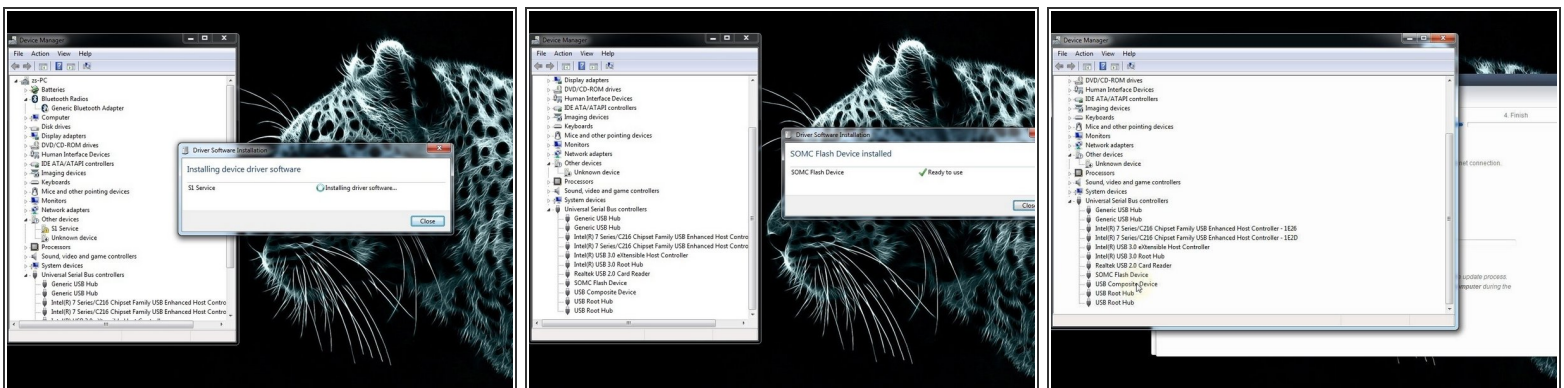 Device Manager
File Action View Help
zs-PC
Batteries
Bluetooth Radios
Generic Bluetooth Adapter
Computer
Disk drives
Display adapters
DVD/CD-ROM drives
Human Interface Devices
IDE ATA/ATAPI controllers
Imaging devices
Keyboards
Mice and other pointing devices
Monitors
Network adapters
Other devices
S1 Service
Unknown device
Processors
Sound, video and game controllers
System devices
Universal Serial Bus controllers
Generic USB Hub
Generic USB Hub
Intel(R) 7 Series/C216 Chipset Family USB Enhanced Host Contro
Intel(R) 7 Series/C216 Chipset Family USB Enhanced Host Contro
Driver Software Installation
Installing device driver software
S1 Service Installing driver software...
Close
Device Manager
File Action View Help
Display adapters
DVD/CD-ROM drives
Human Interface Devices
IDE ATA/ATAPI controllers
Imaging devices
Keyboards
Mice and other pointing devices
Monitors
Network adapters
Other devices
Unknown device
Processors
Sound, video and game controllers
System devices
Universal Serial Bus controllers
Generic USB Hub
Generic USB Hub
Intel(R) 7 Series/C216 Chipset Family USB Enhanced Host Contro
Intel(R) 7 Series/C216 Chipset Family USB Enhanced Host Contro
Intel(R) USB 3.0 eXtensible Host Controller
Intel(R) USB 3.0 Root Hub
Realtek USB 2.0 Card Reader
SOMC Flash Device
USB Composite Device
USB Root Hub
USB Root Hub
Driver Software Installation
SOMC Flash Device installed
SOMC Flash Device Ready to use
Close
Device Manager
File Action View Help
DVD/CD-ROM drives
Human Interface Devices
IDE ATA/ATAPI controllers
Imaging devices
Keyboards
Mice and other pointing devices
Monitors
Network adapters
Other devices
Unknown device
Processors
Sound, video and game controllers
System devices
Universal Serial Bus controllers
Generic USB Hub
Generic USB Hub
Intel(R) 7 Series/C216 Chipset Family USB Enhanced Host Controller - 1E26
Intel(R) 7 Series/C216 Chipset Family USB Enhanced Host Controller - 1E2D
Intel(R) USB 3.0 eXtensible Host Controller
Intel(R) USB 3.0 Root Hub
Realtek USB 2.0 Card Reader
SOMC Flash Device
USB Composite Device
USB Root Hub
USB Root Hub
4. Finish
connection.
update process
computer during the